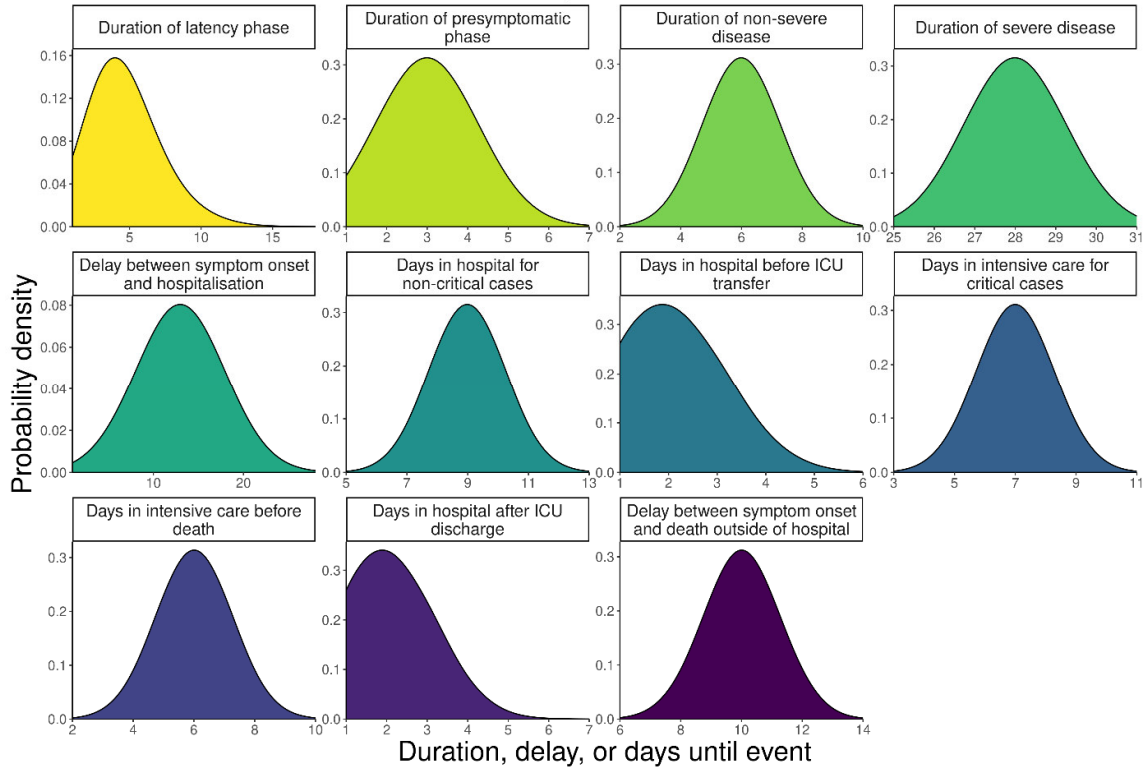 Duration of latency phase
Duration of presymptomatic
phase
Duration of non-severe
disease
Duration of severe disease
0.16
0.12
0.08
0.04
0.00
5 10 15
0.3
0.2
0.1
0.0
1 2 3 4 5 6 7
0.3
0.2
0.1
0.0
2 4 6 8 10
0.3
0.2
0.1
0.0
25 26 27 28 29 30 31
Delay between symptom onset
and hospitalisation
Days in hospital for
non-critical cases
Days in hospital before ICU
transfer
Days in intensive care for
critical cases
0.08
0.06
0.04
0.02
0.00
10 20
0.3
0.2
0.1
0.0
5 7 9 11 13
0.3
0.2
0.1
0.0
1 2 3 4 5 6
0.3
0.2
0.1
0.0
3 5 7 9 11
Days in intensive care before
death
Days in hospital after ICU
discharge
Delay between symptom onset
and death outside of hospital
0.3
0.2
0.1
0.0
2 4 6 8 10
0.3
0.2
0.1
0.0
1 2 3 4 5 6 7
0.3
0.2
0.1
0.0
6 8 10 12 14
Probability density
Duration, delay, or days until event